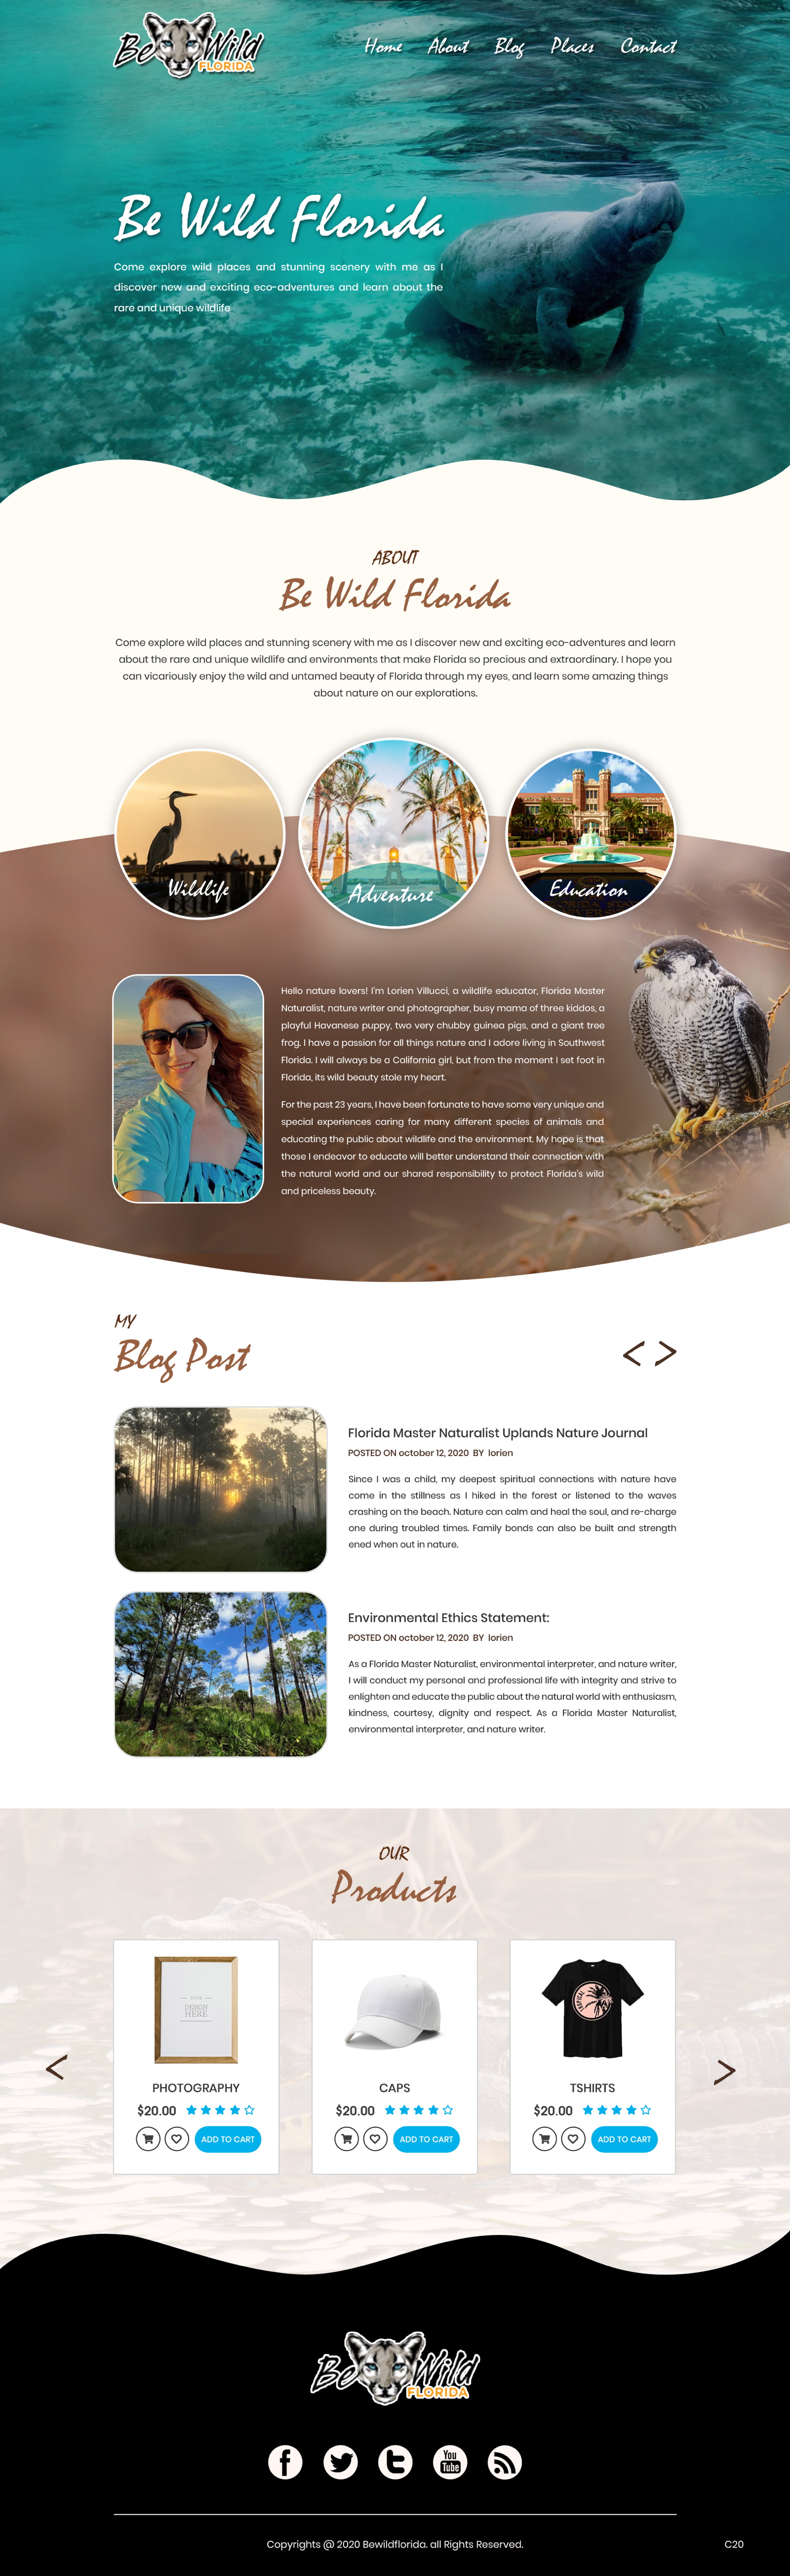 Be Wild
FLORIDA
Home About Blog Places Contact
Be Wild Florida
Come explore wild places and stunning scenery with me as I
discover new and exciting eco-adventures and learn about the
rare and unique wildlife
ABOUT
Be Wild Florida
Come explore wild places and stunning scenery with me as I discover new and exciting eco-adventures and learn
about the rare and unique wildlife and environments that make Florida so precious and extraordinary. I hope you
can vicariously enjoy the wild and untamed beauty of Florida through my eyes, and learn some amazing things
about nature on our explorations.
Wildlife
Adventure
Education
Hello nature lovers! I'm Lorien Villucci, a wildlife educator, Florida Master
Naturalist, nature writer and photographer, busy mama of three kiddos, a
playful Havanese puppy, two very chubby guinea pigs, and a giant tree
frog. I have a passion for all things nature and I adore living in Southwest
Florida. I will always be a California girl, but from the moment I set foot in
Florida, its wild beauty stole my heart.
For the past 23 years, I have been fortunate to have some very unique and
special experiences caring for many different species of animals and
educating the public about wildlife and the environment. My hope is that
those I endeavor to educate will better understand their connection with
the natural world and our shared responsibility to protect Florida's wild
and priceless beauty.
MY
Blog Post
< >
Florida Master Naturalist Uplands Nature Journal
POSTED ON october 12, 2020 BY lorien
Since I was a child, my deepest spiritual connections with nature have
come in the stillness as I hiked in the forest or listened to the waves
crashing on the beach. Nature can calm and heal the soul, and re-charge
one during troubled times. Family bonds can also be built and strength
ened when out in nature.
Environmental Ethics Statement:
POSTED ON october 12, 2020 BY lorien
As a Florida Master Naturalist, environmental interpreter, and nature writer,
I will conduct my personal and professional life with integrity and strive to
enlighten and educate the public about the natural world with enthusiasm,
kindness, courtesy, dignity and respect. As a Florida Master Naturalist,
environmental interpreter, and nature writer.
OUR
Products
DESIGN
HERE
< >
PHOTOGRAPHY
$20.00
ADD TO CART
CAPS
$20.00
ADD TO CART
TSHIRTS
$20.00
ADD TO CART
Be Wild
FLORIDA
You
Tube
Copyrights @ 2020 Bewildflorida. all Rights Reserved.
C20